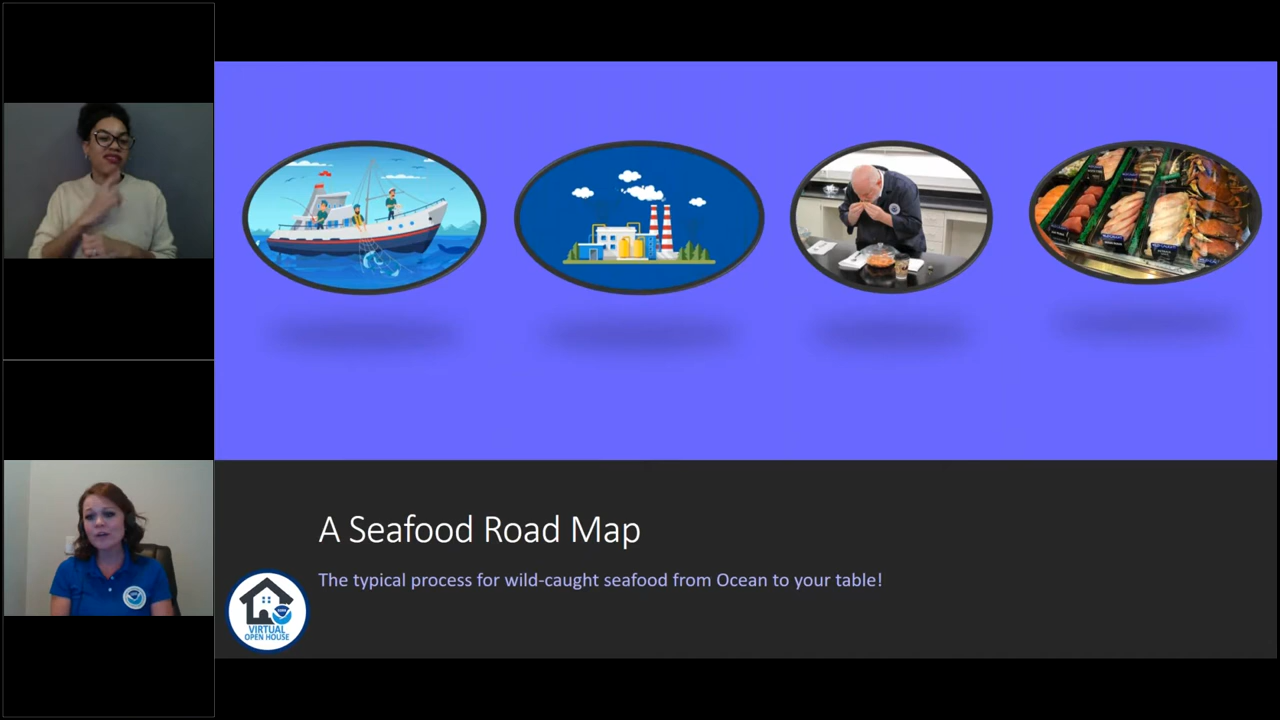 A Seafood Road Map
The typical process for wild-caught seafood from Ocean to your table!
VIRTUAL
OPEN HOUSE